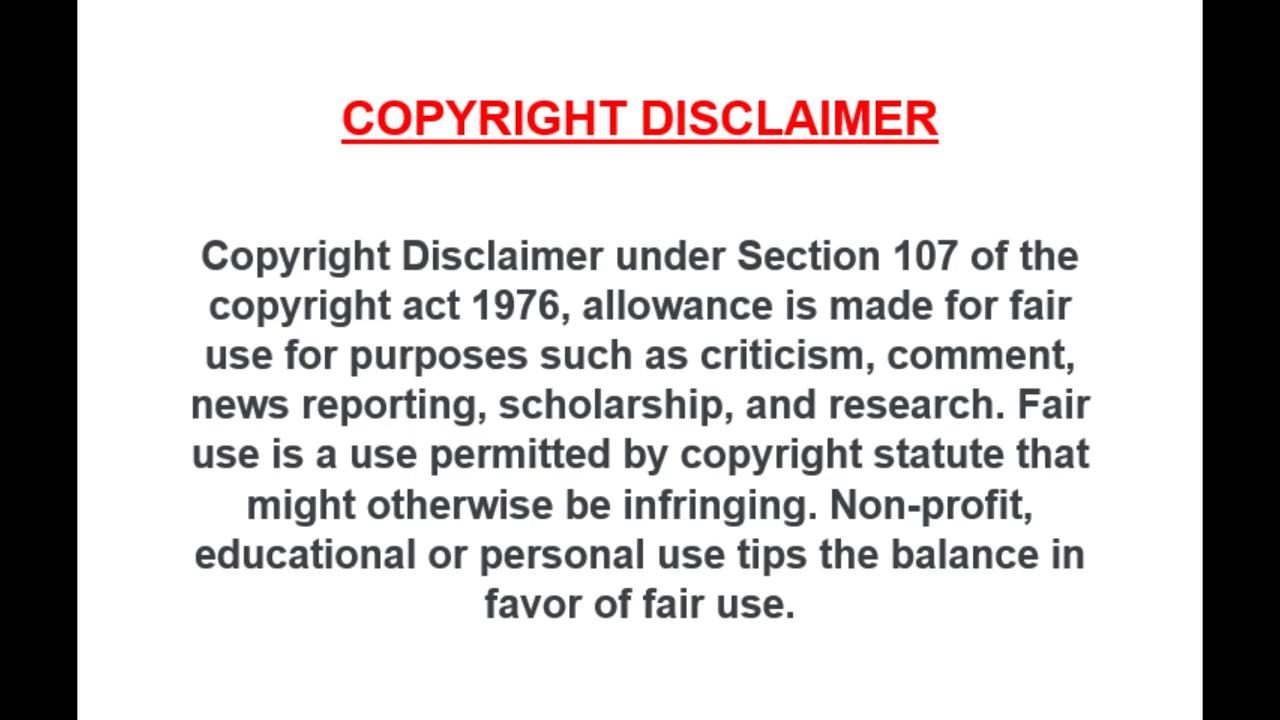 COPYRIGHT DISCLAIMER
Copyright Disclaimer under Section 107 of the
copyright act 1976, allowance is made for fair
use for purposes such as criticism, comment,
news reporting, scholarship, and research. Fair
use is a use permitted by copyright statute that
might otherwise be infringing. Non-profit,
educational or personal use tips the balance in
favor of fair use.